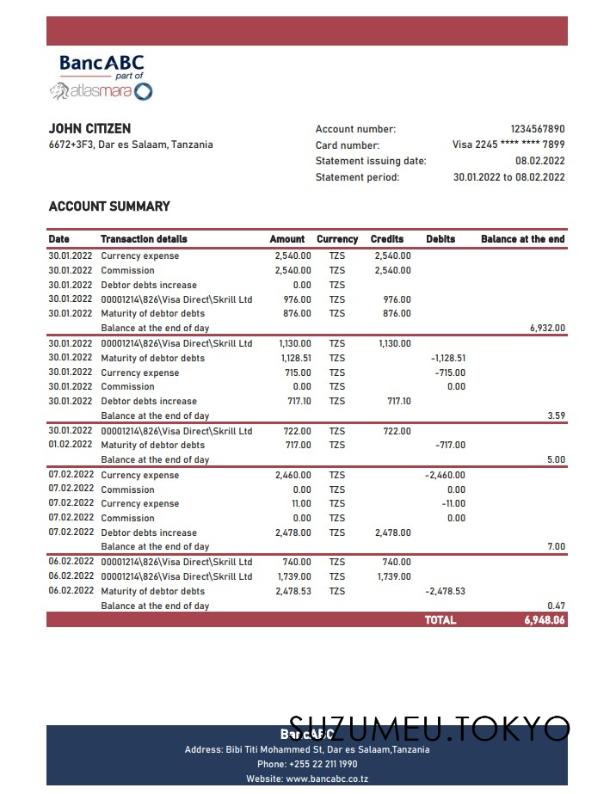 BancABC
part of
atlasmara
JOHN CITIZEN
6672+3F3, Dar es Salaam, Tanzania
Account number: 1234567890
Card number: Visa 2245 **** **** 7899
Statement issuing date: 08.02.2022
Statement period: 30.01.2022 to 08.02.2022
ACCOUNT SUMMARY
Date Transaction details Amount Currency Credits Debits Balance at the end
30.01.2022 Currency expense 2,540.00 TZS 2,540.00
30.01.2022 Commission 2,540.00 TZS 2,540.00
30.01.2022 Debtor debts increase 0.00 TZS
30.01.2022 00001214\826\Visa Direct\Skrill Ltd 976.00 TZS 976.00
30.01.2022 Maturity of debtor debts 876.00 TZS 876.00
Balance at the end of day 6,932.00
30.01.2022 00001214\826\Visa Direct\Skrill Ltd 1,130.00 TZS 1,130.00
30.01.2022 Maturity of debtor debts 1,128.51 TZS -1,128.51
30.01.2022 Currency expense 715.00 TZS -715.00
30.01.2022 Commission 0.00 TZS 0.00
30.01.2022 Debtor debts increase 717.10 TZS 717.10
Balance at the end of day 3.59
30.01.2022 00001214\826\Visa Direct\Skrill Ltd 722.00 TZS 722.00
01.02.2022 Maturity of debtor debts 717.00 TZS -717.00
Balance at the end of day 5.00
07.02.2022 Currency expense 2,460.00 TZS -2,460.00
07.02.2022 Commission 0.00 TZS 0.00
07.02.2022 Currency expense 11.00 TZS -11.00
07.02.2022 Commission 0.00 TZS 0.00
07.02.2022 Debtor debts increase 2,478.00 TZS 2,478.00
Balance at the end of day 7.00
06.02.2022 00001214\826\Visa Direct\Skrill Ltd 740.00 TZS 740.00
06.02.2022 00001214\826\Visa Direct\Skrill Ltd 1,739.00 TZS 1,739.00
06.02.2022 Maturity of debtor debts 2,478.53 TZS -2,478.53
Balance at the end of day 0.47
TOTAL 6,948.06
SUZUMEU.TOKYO
BancABC
Address: Bibi Titi Mohammed St, Dar es Salaam,Tanzania
Phone: +255 22 211 1990
Website: www.bancabc.co.tz